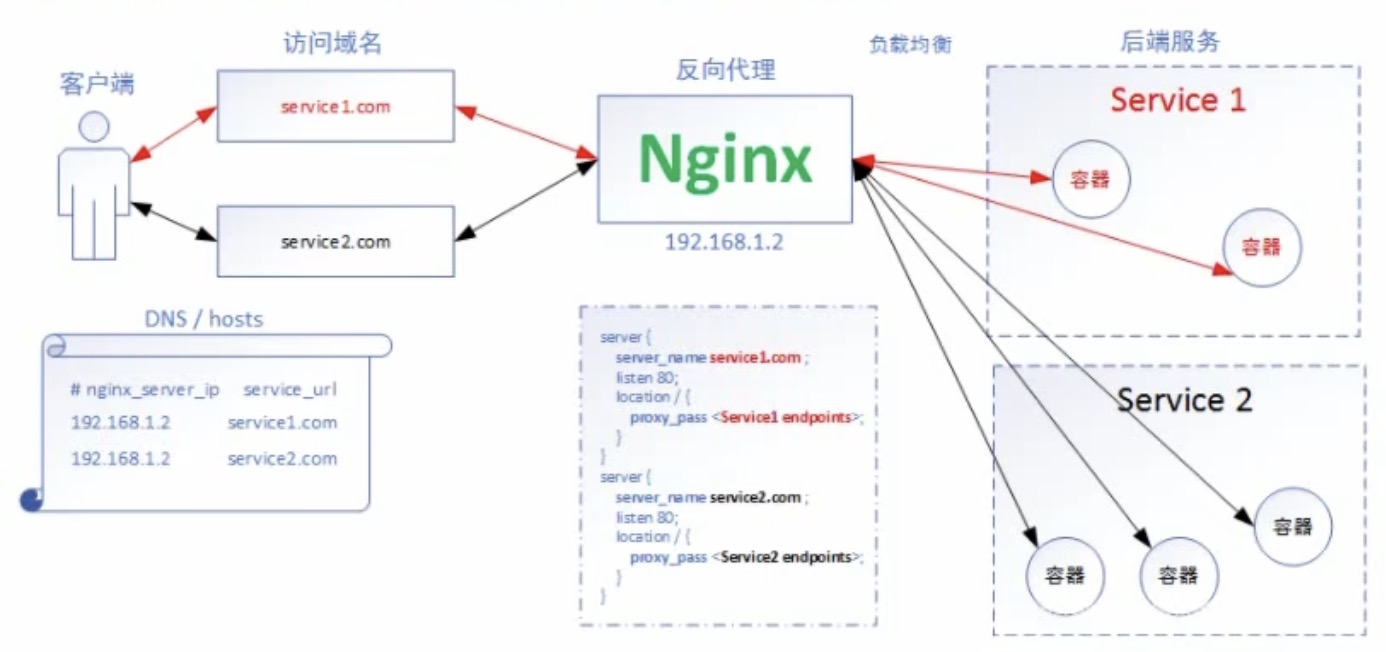 访问域名
负载均衡
后端服务
客户端
反向代理
service1.com
Nginx
Service 1
容器
容器
service2.com
192.168.1.2
DNS / hosts
# nginx_server_ip service_url
192.168.1.2 service1.com
192.168.1.2 service2.com
server {
server_name service1.com ;
listen 80;
location / {
proxy_pass <Service1 endpoints>;
}
}
server {
server_name service2.com ;
listen 80;
location / {
proxy_pass <Service2 endpoints>;
}
}
Service 2
容器
容器
容器